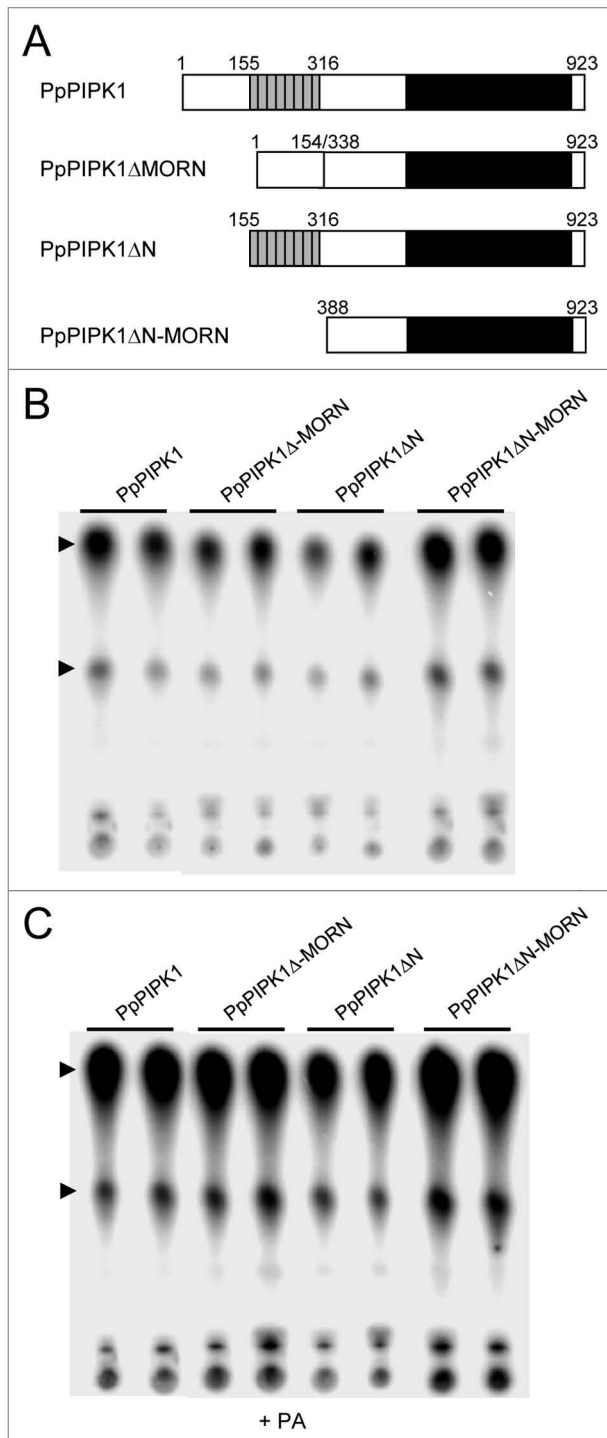 A
1 155 316 923
PpPIPK1
1 154/338 923
PpPIPK1ΔMORN
155 316 923
PpPIPK1ΔN
388 923
PpPIPK1ΔN-MORN
B
PpPIPK1 PpPIPK1Δ-MORN PpPIPK1ΔN PpPIPK1ΔN-MORN
C
PpPIPK1 PpPIPK1Δ-MORN PpPIPK1ΔN PpPIPK1ΔN-MORN
+ PA